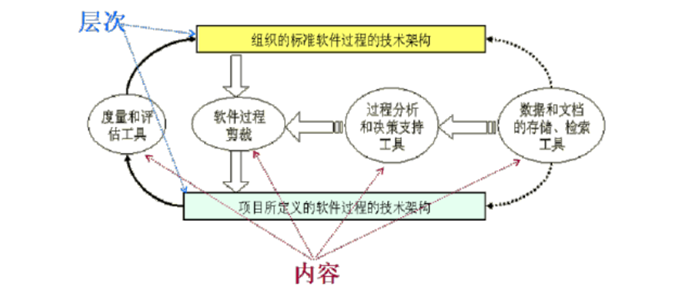 层次
组织的标准软件过程的技术架构
度量和评
估工具
软件过程
剪裁
过程分析
和决策支持
工具
数据和文档
的存储、检索
工具
项目所定义的软件过程的技术架构
内容